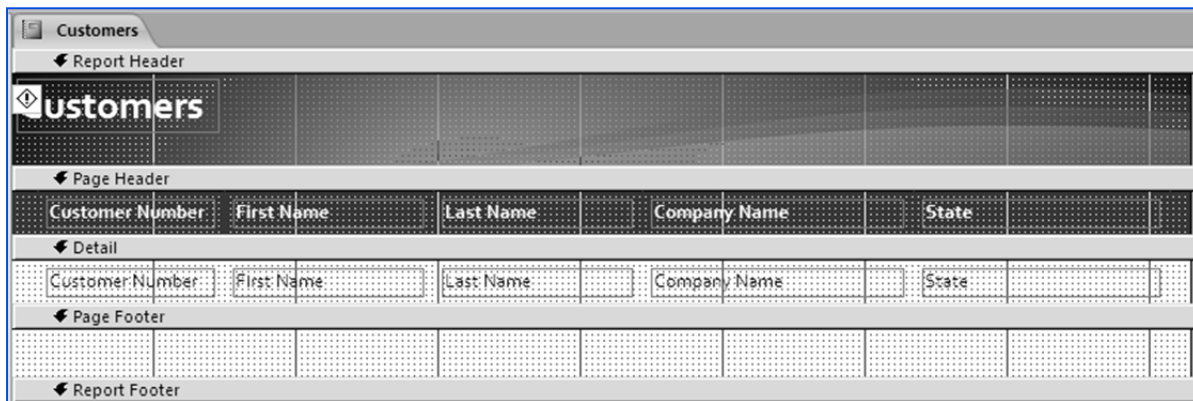 Customers
Report Header
Customers
Page Header
Customer Number First Name Last Name Company Name State
Detail
Customer Number First Name Last Name Company Name State
Page Footer
Report Footer